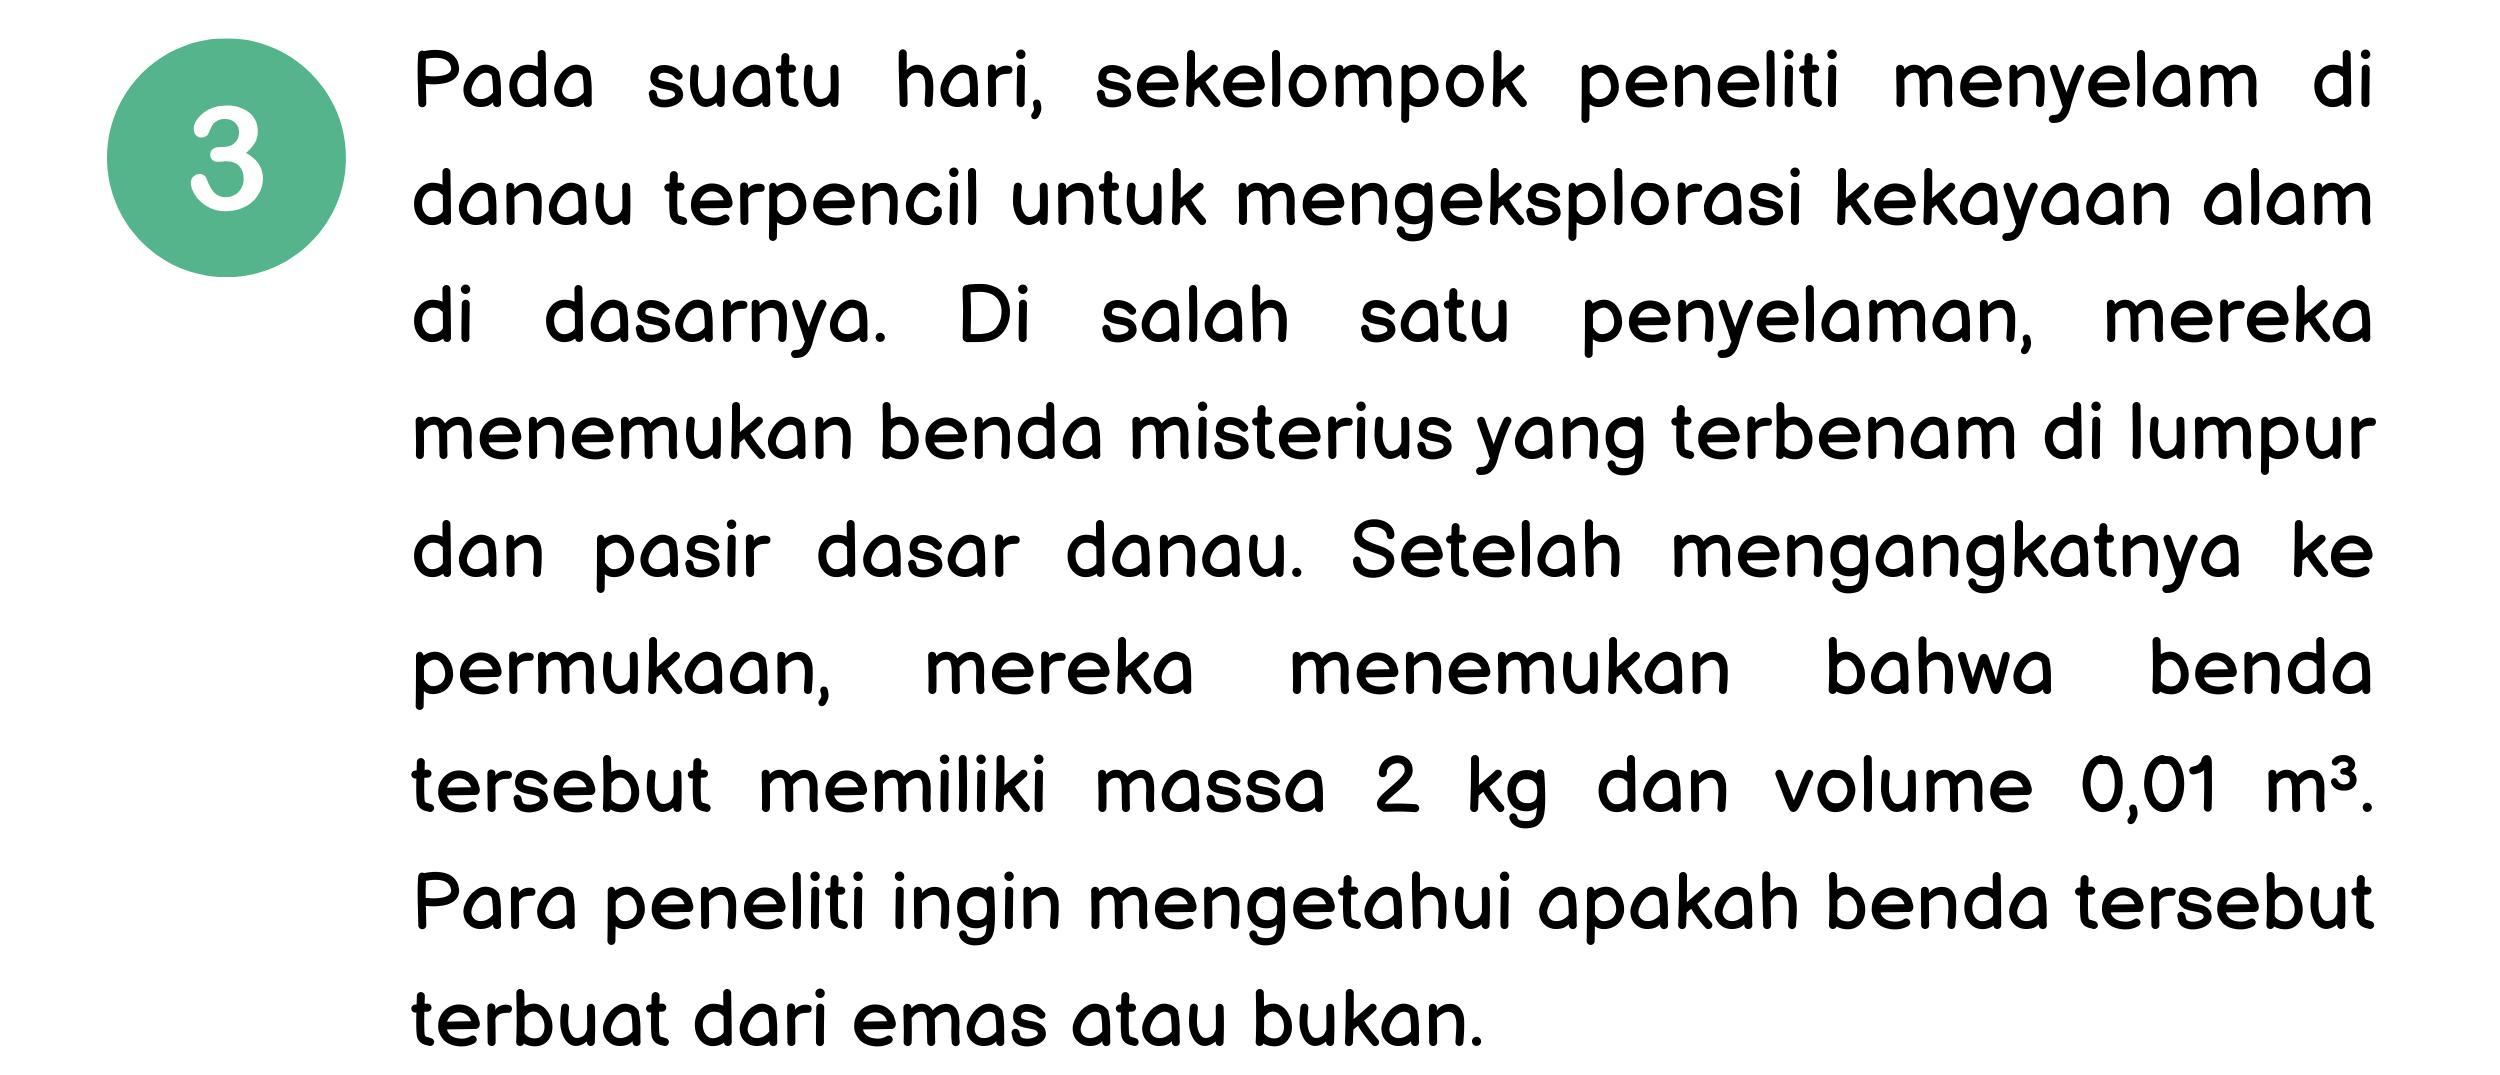 3
Pada suatu hari, sekelompok peneliti menyelam di
danau terpencil untuk mengeksplorasi kekayaan alam
di dasarnya. Di sallah satu penyelaman, mereka
menemukan benda misterius yang terbenam di lumpur
dan pasir dasar danau. Setelah mengangkatnya ke
permukaan, mereka menemukan bahwa benda
tersebut memiliki massa 2 kg dan volume 0,01 m³.
Para peneliti ingin mengetahui apakah benda tersebut
terbuat dari emas atau bukan.